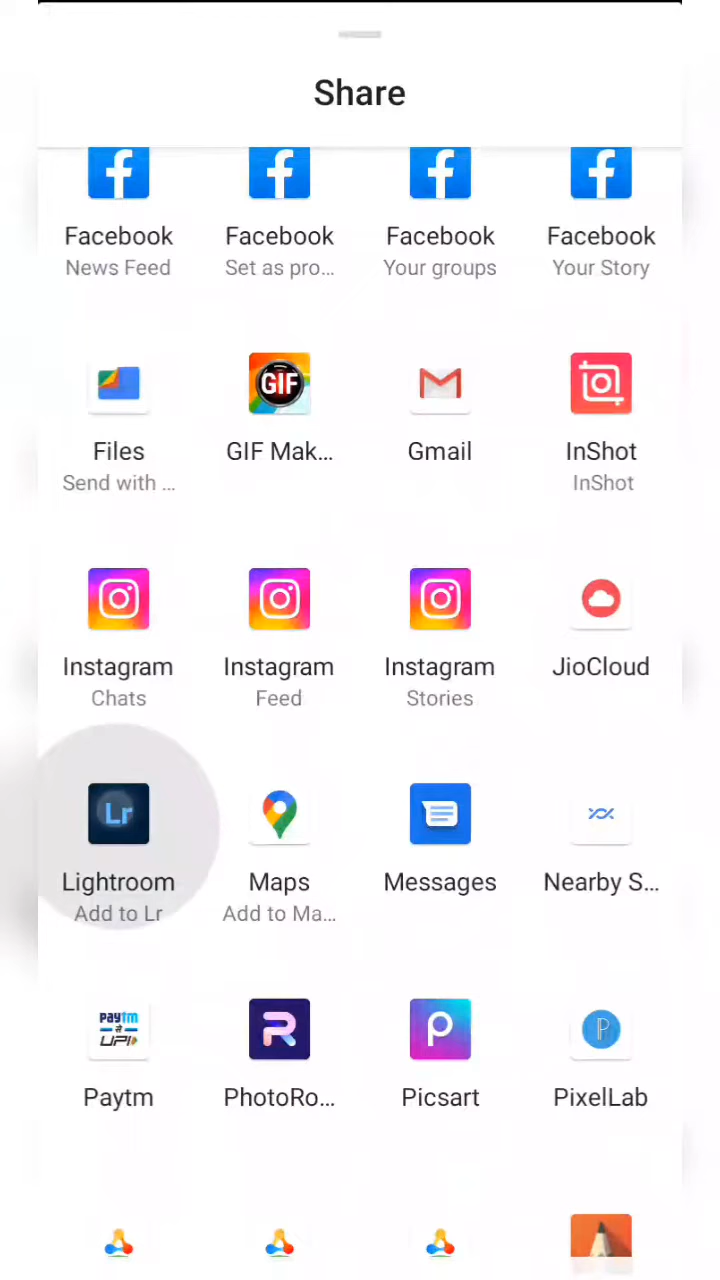 Share
Facebook Facebook Facebook Facebook
News Feed Set as pro... Your groups Your Story
GIF
Files GIF Mak... Gmail InShot
Send with ... InShot
Instagram Instagram Instagram JioCloud
Chats Feed Stories
Lr
Lightroom Maps Messages Nearby S...
Add to Lr Add to Ma...
paytm
से
UPI
Paytm PhotoRo... Picsart PixelLab